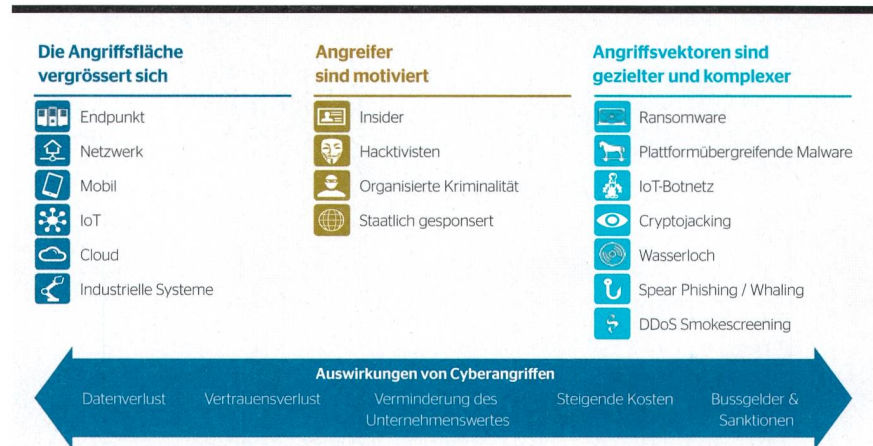 Die Angriffsfläche
vergrössert sich
Endpunkt
Netzwerk
Mobil
IoT
Cloud
Industrielle Systeme
Angreifer
sind motiviert
Insider
Hacktivisten
Organisierte Kriminalität
Staatlich gesponsert
Angriffsvektoren sind
gezielter und komplexer
Ransomware
Plattformübergreifende Malware
IoT-Botnetz
Cryptojacking
Wasserloch
Spear Phishing / Whaling
DDoS Smokescreening
Auswirkungen von Cyberangriffen
Datenverlust
Vertrauensverlust
Verminderung des
Unternehmenswertes
Steigende Kosten
Bussgelder &
Sanktionen